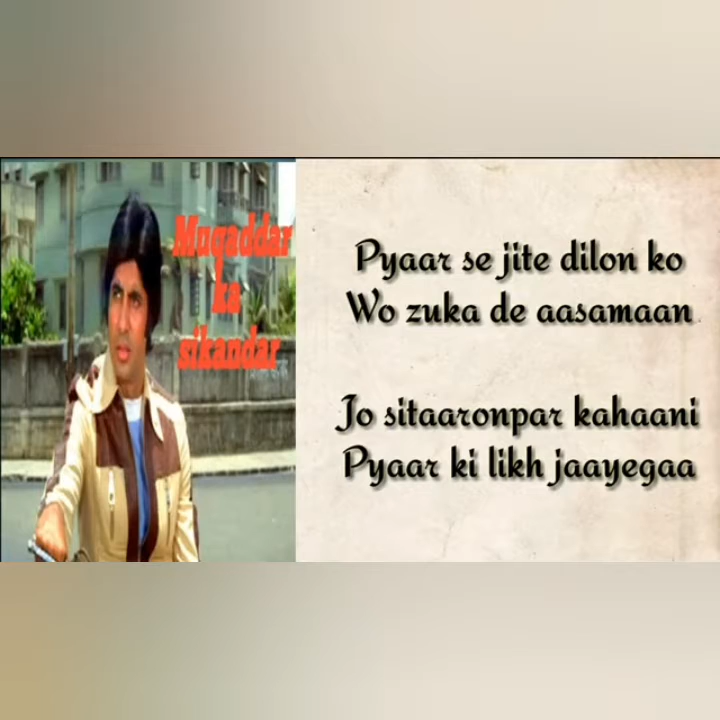 Muqaddar
ka
sikandar
Pyaar se jite dilon ko
Wo zuka de aasamaan
Jo sitaaronpar kahaani
Pyaar ki likh jaayegaa